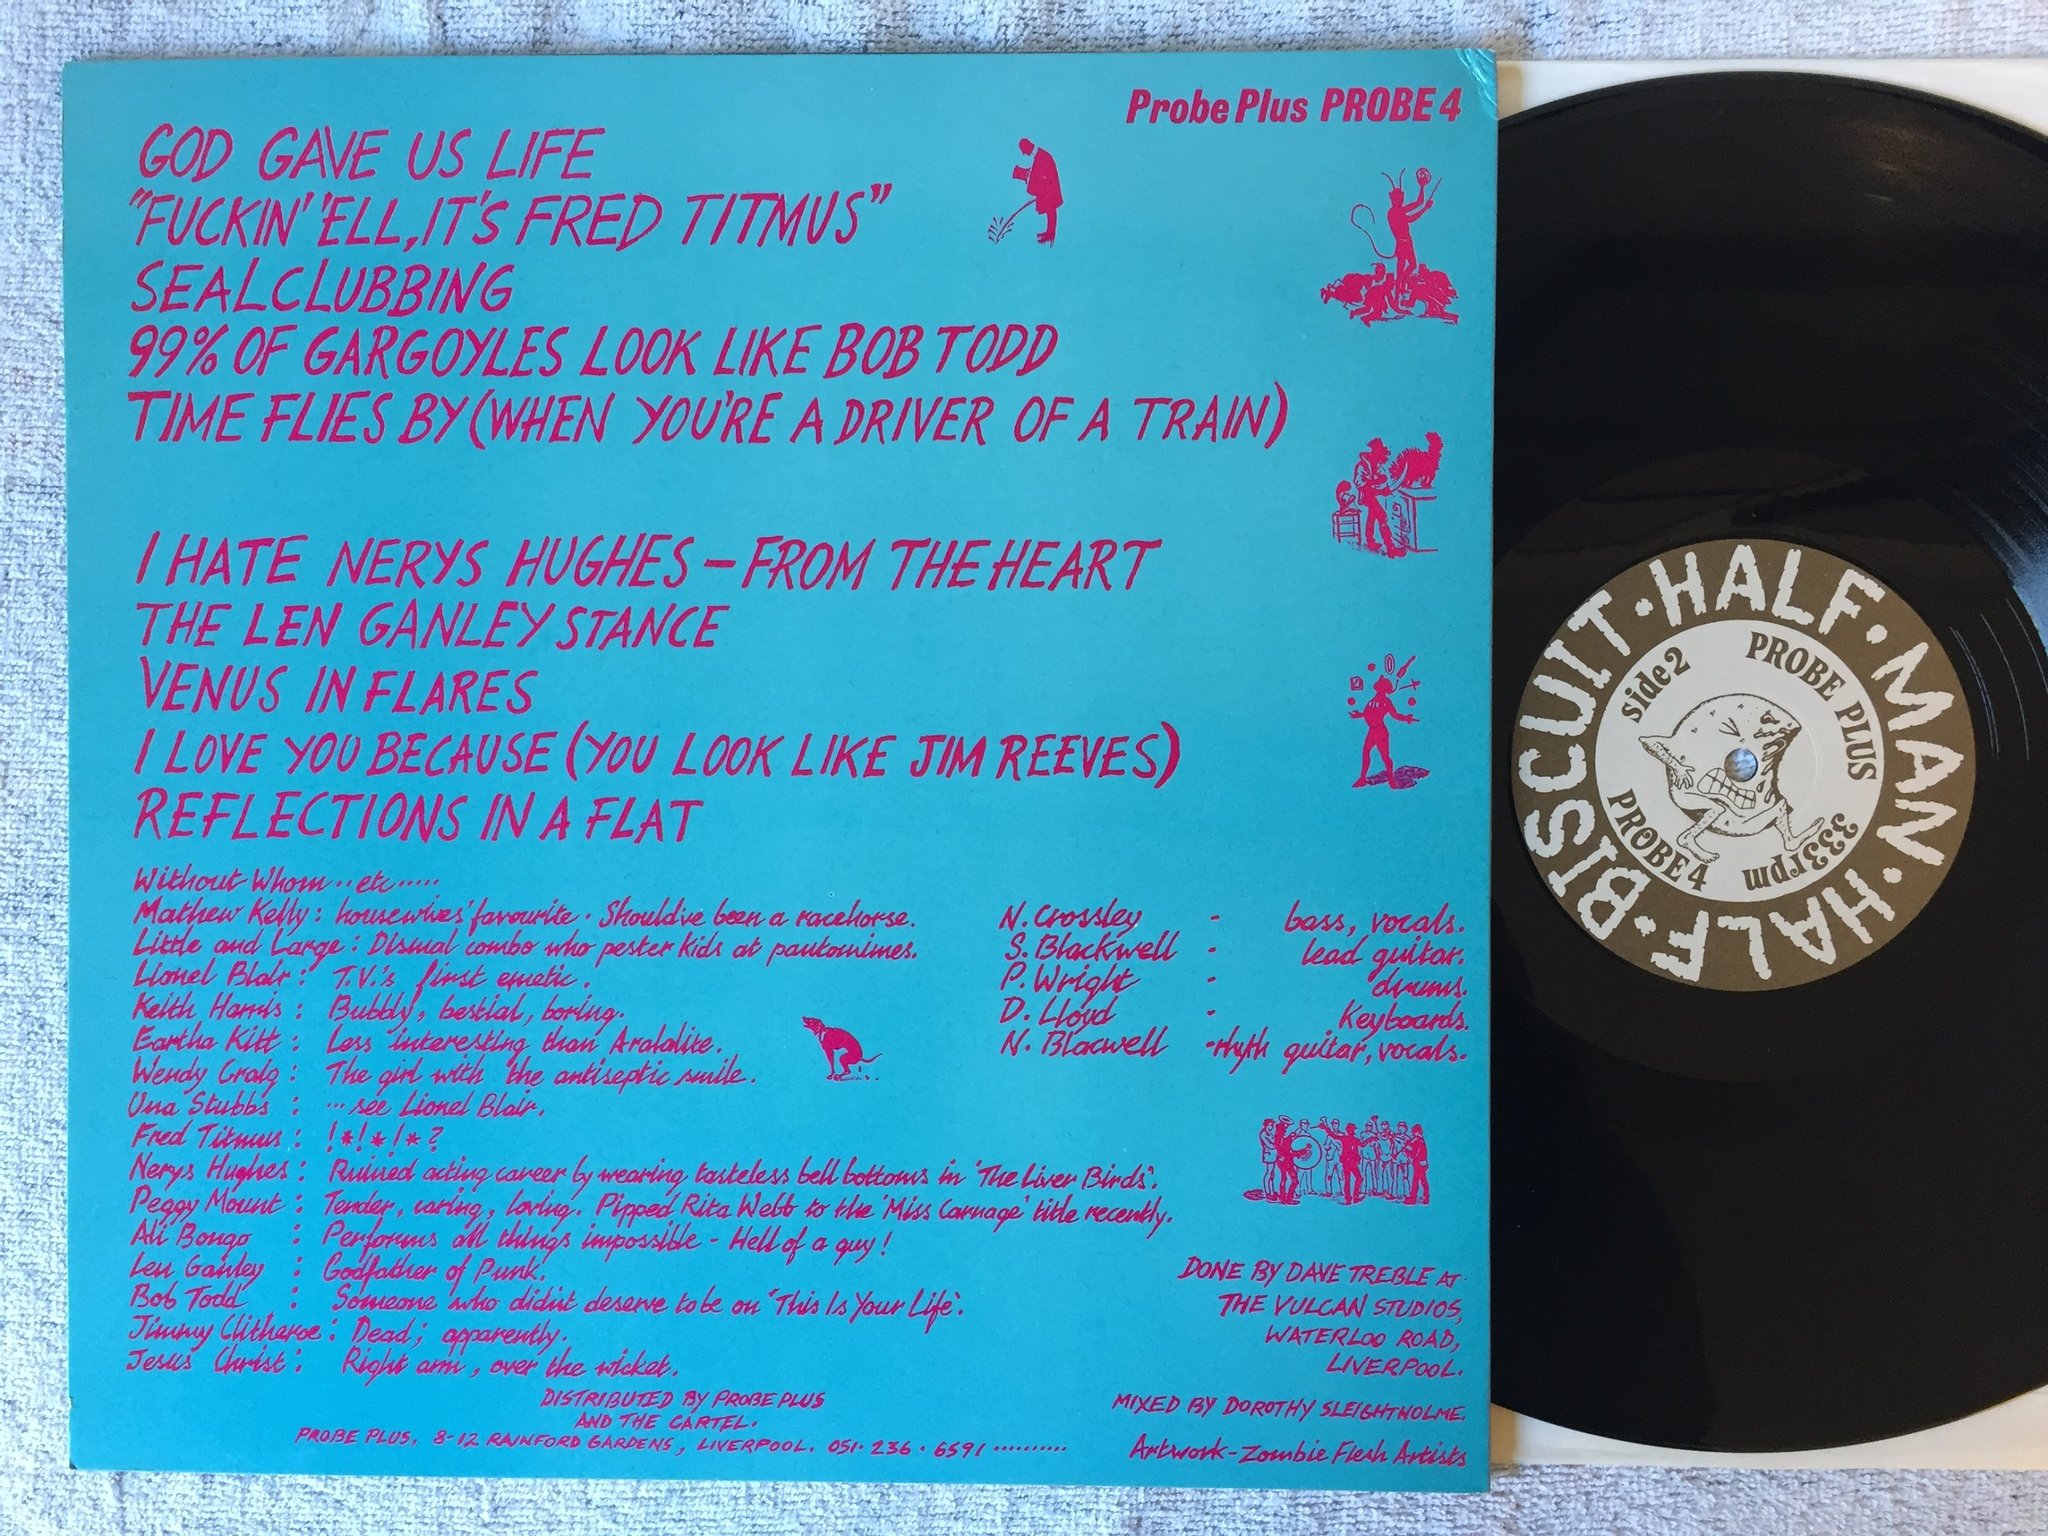 Probe Plus PROBE 4
GOD GAVE US LIFE
"FUCKIN' 'ELL, IT'S FRED TITMUS"
SEALCLUBBING
99% OF GARGOYLES LOOK LIKE BOB TODD
TIME FLIES BY (WHEN YOU'RE A DRIVER OF A TRAIN)
I HATE NERYS HUGHES – FROM THE HEART
THE LEN GANLEY STANCE
VENUS IN FLARES
I LOVE YOU BECAUSE (YOU LOOK LIKE JIM REEVES)
REFLECTIONS IN A FLAT
Without Whom .. etc .....
Mathew Kelly : housewives' favourite. Should've been a racehorse.
Little and Large : Dismal combo who pester kids at pantomimes.
Lionel Blair : T.V.'s first emetic.
Keith Harris : Bubbly, bestial, boring.
Eartha Kitt : Less interesting than Araldite.
Wendy Craig : The girl with the antiseptic smile.
Una Stubbs : ... see Lionel Blair.
Fred Titmus : !*!*!*?
Nerys Hughes : Ruined acting career by wearing tasteless bell bottoms in 'The Liver Birds'.
Peggy Mount : Tender, caring, loving. Pipped Rita Webb to the 'Miss Carnage' title recently.
Ali Bongo : Performs all things impossible - Hell of a guy!
Len Ganley : Godfather of Punk.
Bob Todd : Someone who didn't deserve to be on 'This Is Your Life'.
Jimmy Clitheroe : Dead; apparently.
Jesus Christ : Right arm, over the wicket.
N. Crossley - bass, vocals.
S. Blackwell - lead guitar.
P. Wright - drums.
D. Lloyd - Keyboards.
N. Blacwell - rhyth guitar, vocals.
DONE BY DAVE TREBLE AT
THE VULCAN STUDIOS,
WATERLOO ROAD,
LIVERPOOL.
MIXED BY DOROTHY SLEIGHTHOLME.
Artwork - Zombie Flesh Artists
DISTRIBUTED BY PROBE PLUS
AND THE CARTEL.
PROBE PLUS, 8-12 RAINFORD GARDENS, LIVERPOOL. 051·236·6591 ..........
HALF·MAN·HALF·BISCUIT·
side 2
PROBE PLUS
33⅓rpm
PROBE 4